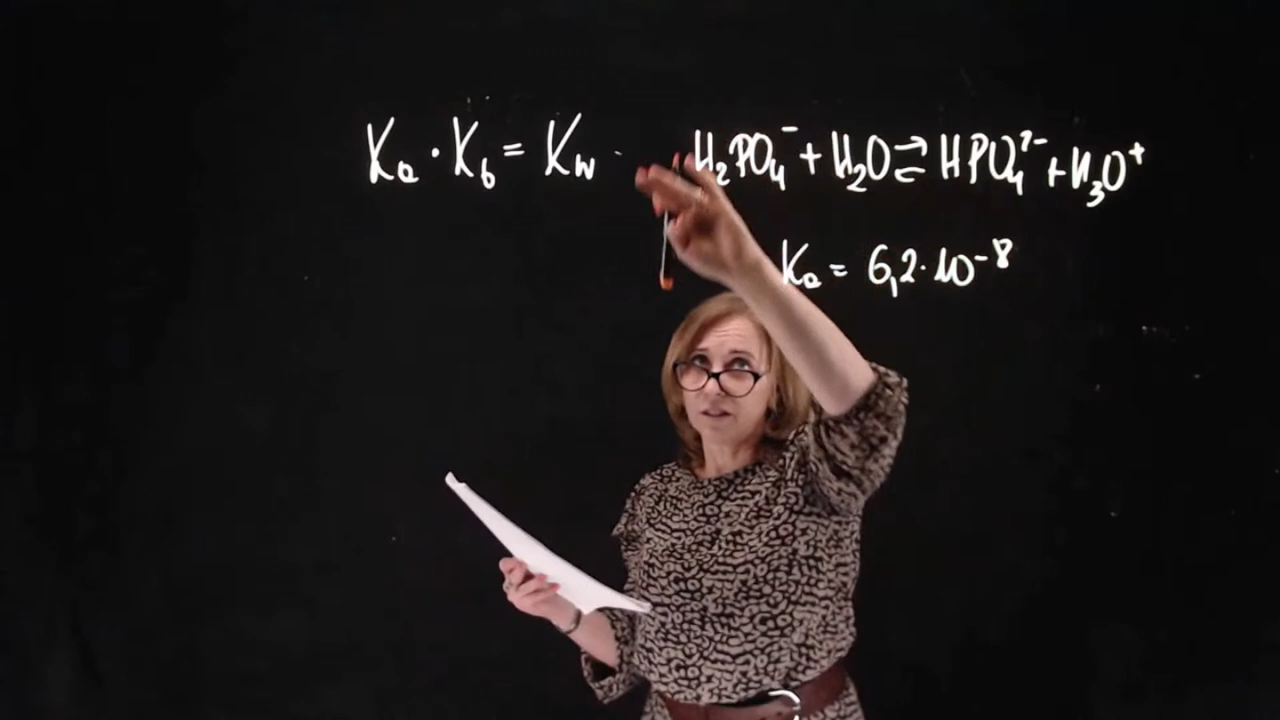 Ka · Kb = Kw
H₂PO₄⁻ + H₂O ⇌ HPO₄²⁻ + H₃O⁺
Ka = 6,2 · 10⁻⁸